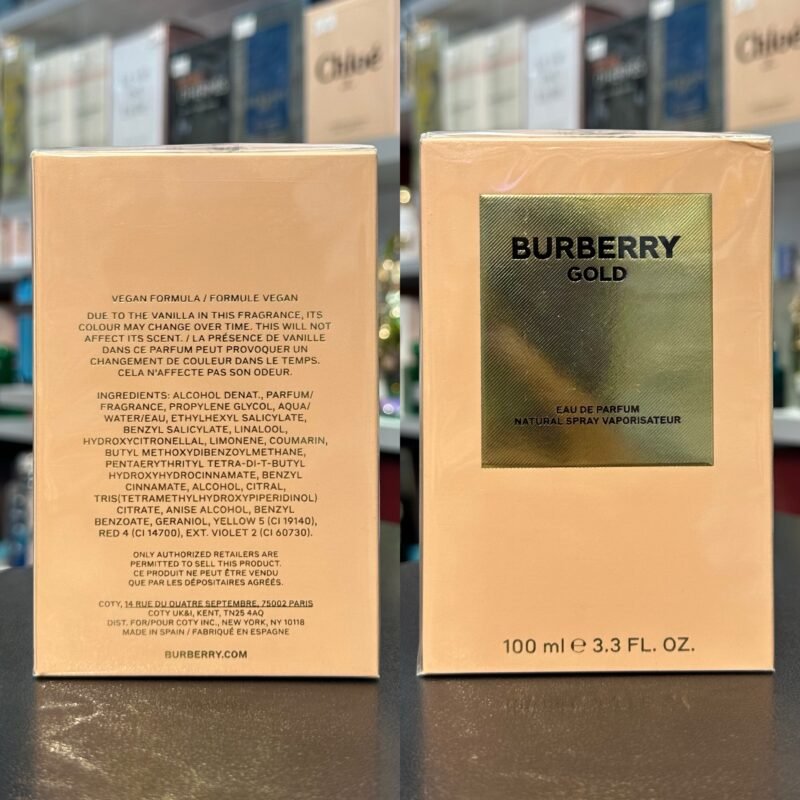 VEGAN FORMULA / FORMULE VEGAN
DUE TO THE VANILLA IN THIS FRAGRANCE, ITS
COLOUR MAY CHANGE OVER TIME. THIS WILL NOT
AFFECT ITS SCENT. / LA PRÉSENCE DE VANILLE
DANS CE PARFUM PEUT PROVOQUER UN
CHANGEMENT DE COULEUR DANS LE TEMPS.
CELA N'AFFECTE PAS SON ODEUR.
INGREDIENTS: ALCOHOL DENAT., PARFUM/
FRAGRANCE, PROPYLENE GLYCOL, AQUA/
WATER/EAU, ETHYLHEXYL SALICYLATE,
BENZYL SALICYLATE, LINALOOL,
HYDROXYCITRONELLAL, LIMONENE, COUMARIN,
BUTYL METHOXYDIBENZOYLMETHANE,
PENTAERYTHRITYL TETRA-DI-T-BUTYL
HYDROXYHYDROCINNAMATE, BENZYL
CINNAMATE, ALCOHOL, CITRAL,
TRIS(TETRAMETHYLHYDROXYPIPERIDINOL)
CITRATE, ANISE ALCOHOL, BENZYL
BENZOATE, GERANIOL, YELLOW 5 (CI 19140),
RED 4 (CI 14700), EXT. VIOLET 2 (CI 60730).
ONLY AUTHORIZED RETAILERS ARE
PERMITTED TO SELL THIS PRODUCT.
CE PRODUIT NE PEUT ÊTRE VENDU
QUE PAR LES DÉPOSITAIRES AGRÉÉS.
COTY, 14 RUE DU QUATRE SEPTEMBRE, 75002 PARIS
COTY UK&I, KENT, TN25 4AQ
DIST. FOR/POUR COTY INC., NEW YORK, NY 10118
MADE IN SPAIN / FABRIQUÉ EN ESPAGNE
BURBERRY.COM
Chloé
BURBERRY
GOLD
EAU DE PARFUM
NATURAL SPRAY VAPORISATEUR
100 ml ℮ 3.3 FL. OZ.
Chloé